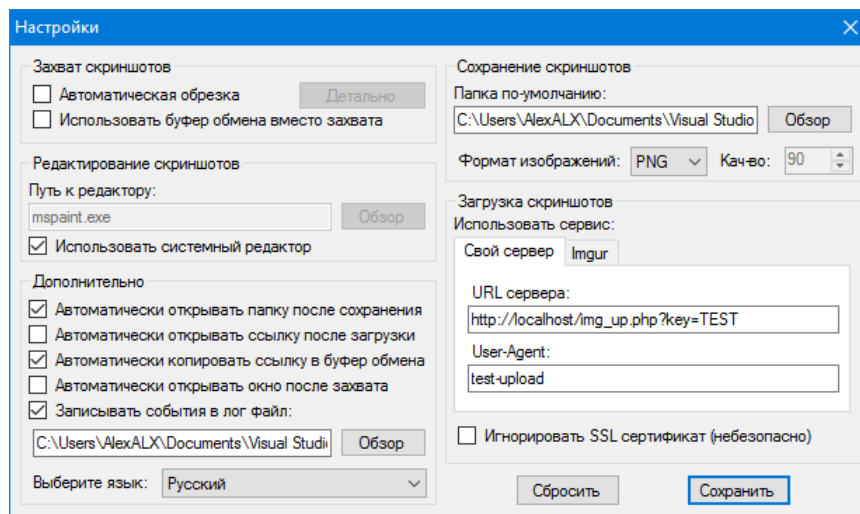 Настройки
Захват скриншотов
Автоматическая обрезка
Детально
Использовать буфер обмена вместо захвата
Редактирование скриншотов
Путь к редактору:
mspaint.exe
Обзор
Использовать системный редактор
Дополнительно
Автоматически открывать папку после сохранения
Автоматически открывать ссылку после загрузки
Автоматически копировать ссылку в буфер обмена
Автоматически открывать окно после захвата
Записывать события в лог файл:
C:\Users\AlexALX\Documents\Visual Studi
Обзор
Выберите язык: Русский
Сохранение скриншотов
Папка по-умолчанию:
C:\Users\AlexALX\Documents\Visual Studio
Обзор
Формат изображений: PNG Кач-во: 90
Загрузка скриншотов
Использовать сервис:
Свой сервер Imgur
URL сервера:
http://localhost/img_up.php?key=TEST
User-Agent:
test-upload
Игнорировать SSL сертификат (небезопасно)
Сбросить Сохранить